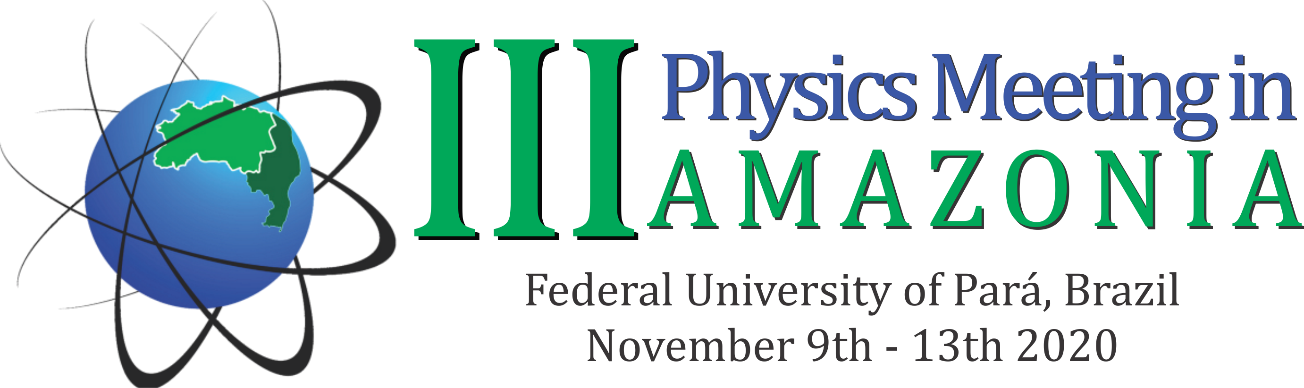 III Physics Meeting in
AMAZONIA
Federal University of Pará, Brazil
November 9th - 13th 2020